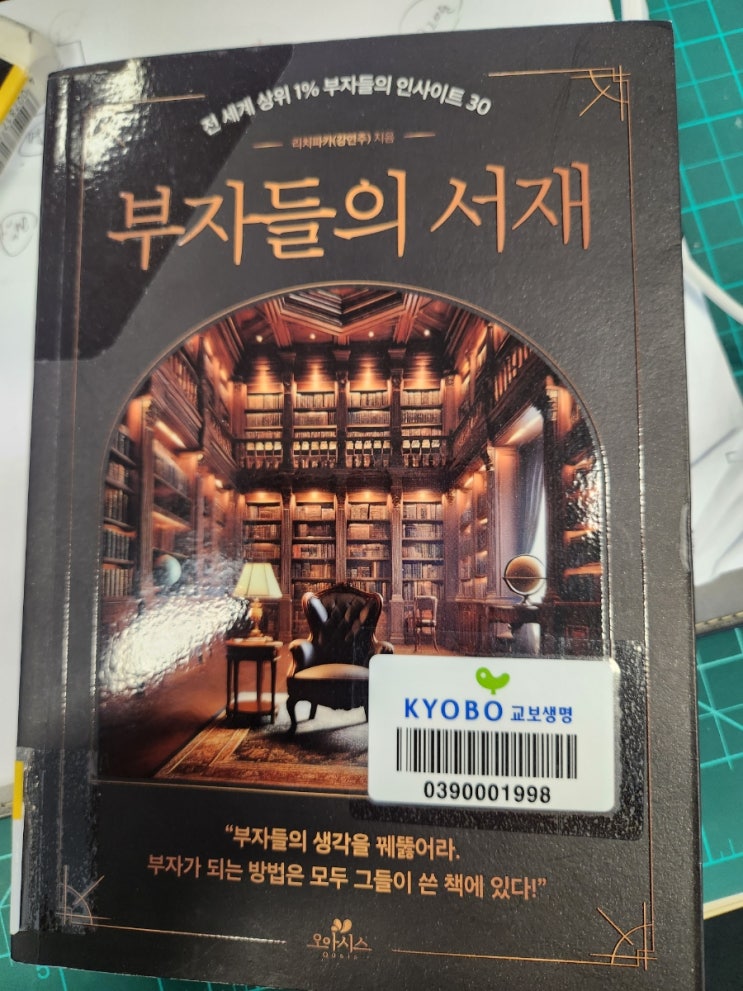 전 세계 상위 1% 부자들의 인사이트 30
리치파카(강연주) 지음
부자들의 서재
KYOBO 교보생명
0390001998
“부자들의 생각을 꿰뚫어라.
부자가 되는 방법은 모두 그들이 쓴 책에 있다!”
오아시스